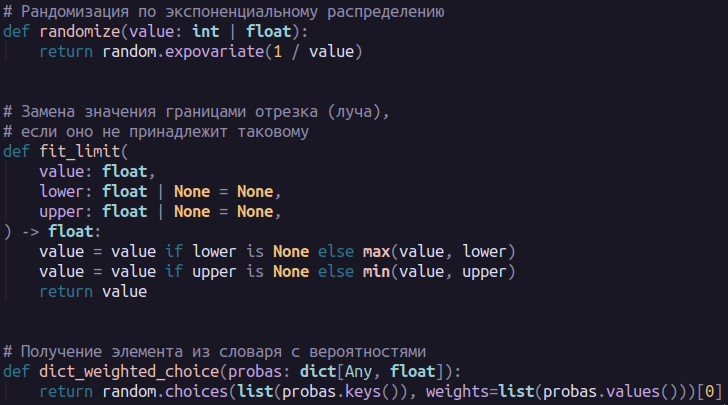 # Рандомизация по экспоненциальному распределению
def randomize(value: int | float):
    return random.expovariate(1 / value)
# Замена значения границами отрезка (луча),
# если оно не принадлежит таковому
def fit_limit(
    value: float,
    lower: float | None = None,
    upper: float | None = None,
) -> float:
    value = value if lower is None else max(value, lower)
    value = value if upper is None else min(value, upper)
    return value
# Получение элемента из словаря с вероятностями
def dict_weighted_choice(probas: dict[Any, float]):
    return random.choices(list(probas.keys()), weights=list(probas.values()))[0]